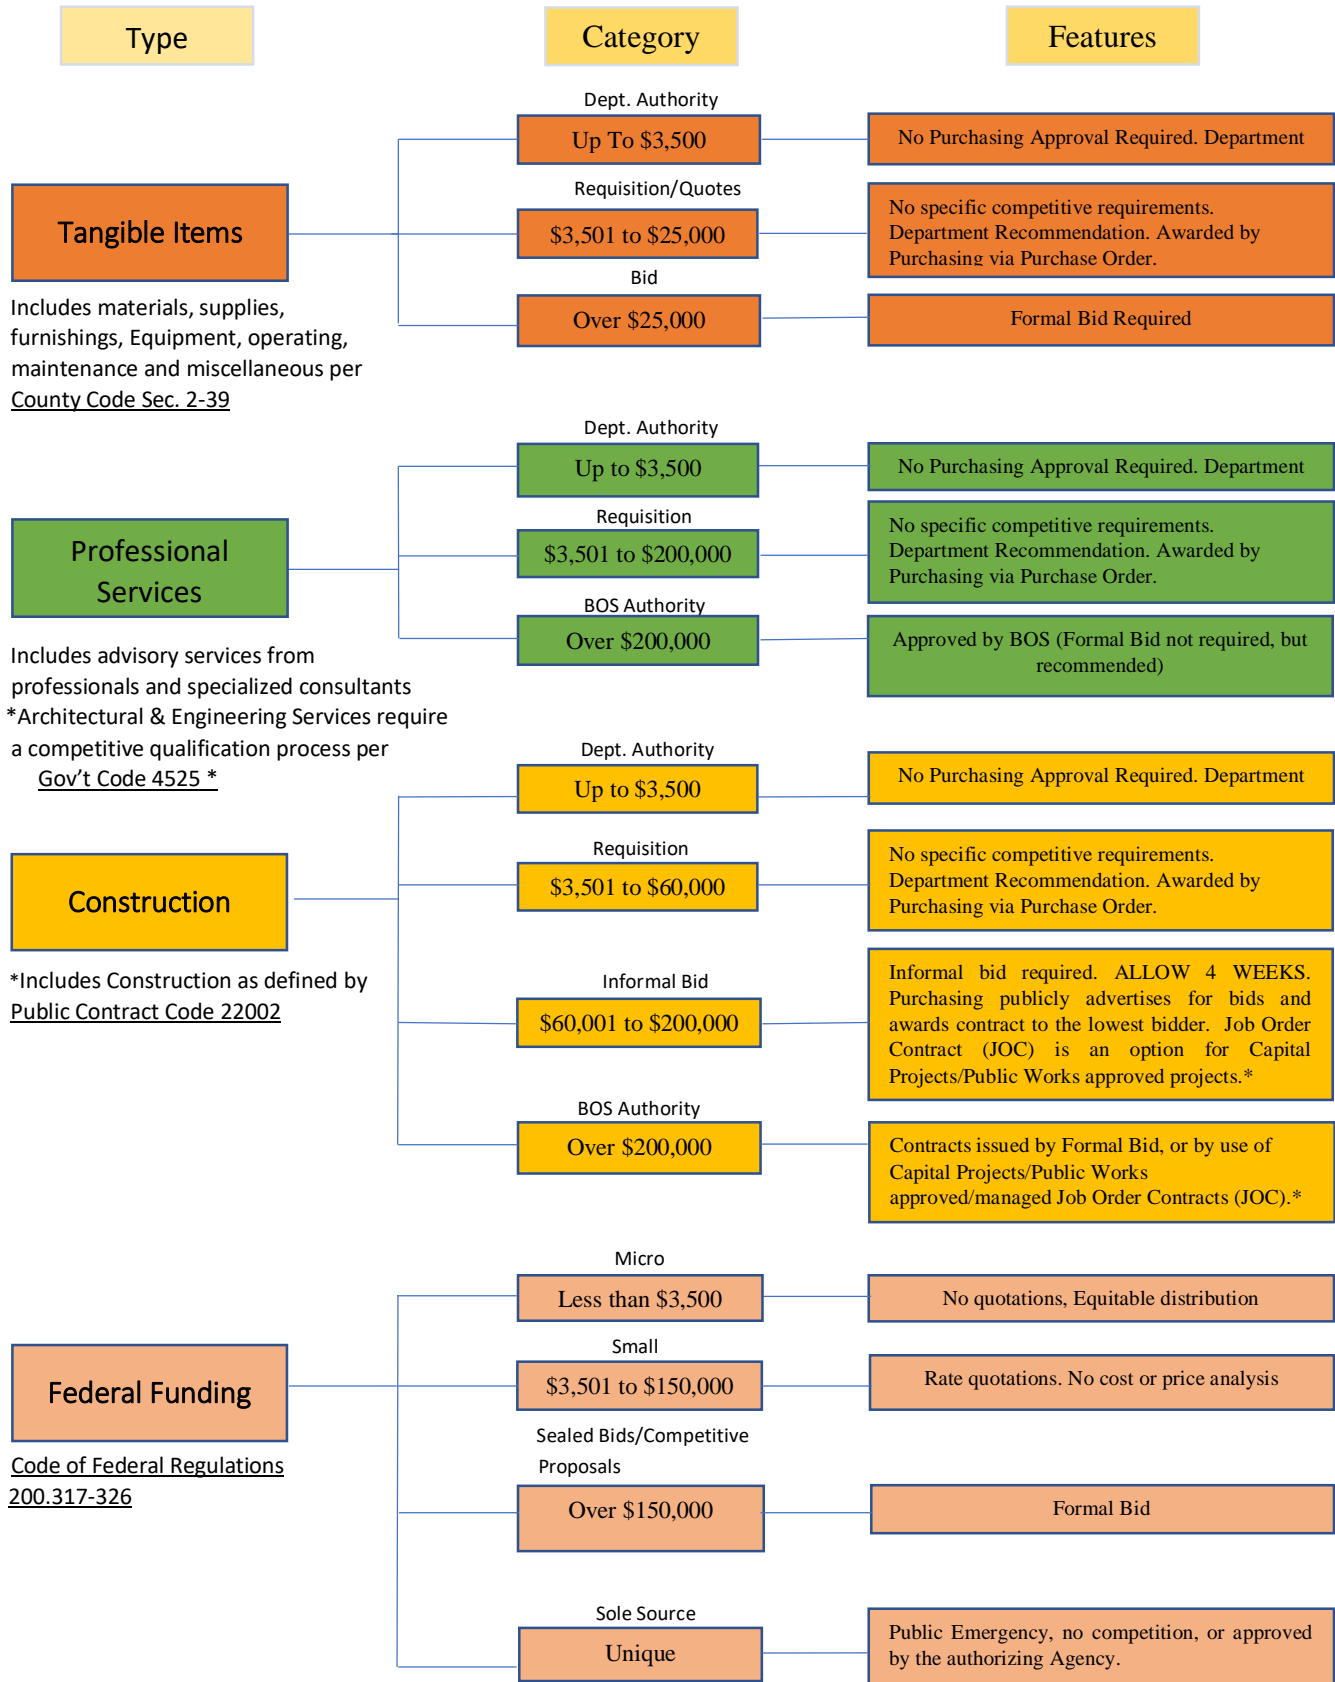 Type
Category
Features
Dept. Authority
Up To $3,500
No Purchasing Approval Required. Department
Tangible Items
Requisition/Quotes
$3,501 to $25,000
No specific competitive requirements.
Department Recommendation. Awarded by
Purchasing via Purchase Order.
Bid
Over $25,000
Formal Bid Required
Includes materials, supplies,
furnishings, Equipment, operating,
maintenance and miscellaneous per
County Code Sec. 2-39
Dept. Authority
Up to $3,500
No Purchasing Approval Required. Department
Professional
Services
Requisition
$3,501 to $200,000
No specific competitive requirements.
Department Recommendation. Awarded by
Purchasing via Purchase Order.
BOS Authority
Over $200,000
Approved by BOS (Formal Bid not required, but
recommended)
Includes advisory services from
professionals and specialized consultants
*Architectural & Engineering Services require
a competitive qualification process per
Gov’t Code 4525 *
Dept. Authority
Up to $3,500
No Purchasing Approval Required. Department
Construction
Requisition
$3,501 to $60,000
No specific competitive requirements.
Department Recommendation. Awarded by
Purchasing via Purchase Order.
*Includes Construction as defined by
Public Contract Code 22002
Informal Bid
$60,001 to $200,000
Informal bid required. ALLOW 4 WEEKS.
Purchasing publicly advertises for bids and
awards contract to the lowest bidder. Job Order
Contract (JOC) is an option for Capital
Projects/Public Works approved projects.*
BOS Authority
Over $200,000
Contracts issued by Formal Bid, or by use of
Capital Projects/Public Works
approved/managed Job Order Contracts (JOC).*
Micro
Less than $3,500
No quotations, Equitable distribution
Federal Funding
Small
$3,501 to $150,000
Rate quotations. No cost or price analysis
Code of Federal Regulations
200.317-326
Sealed Bids/Competitive
Proposals
Over $150,000
Formal Bid
Sole Source
Unique
Public Emergency, no competition, or approved
by the authorizing Agency.